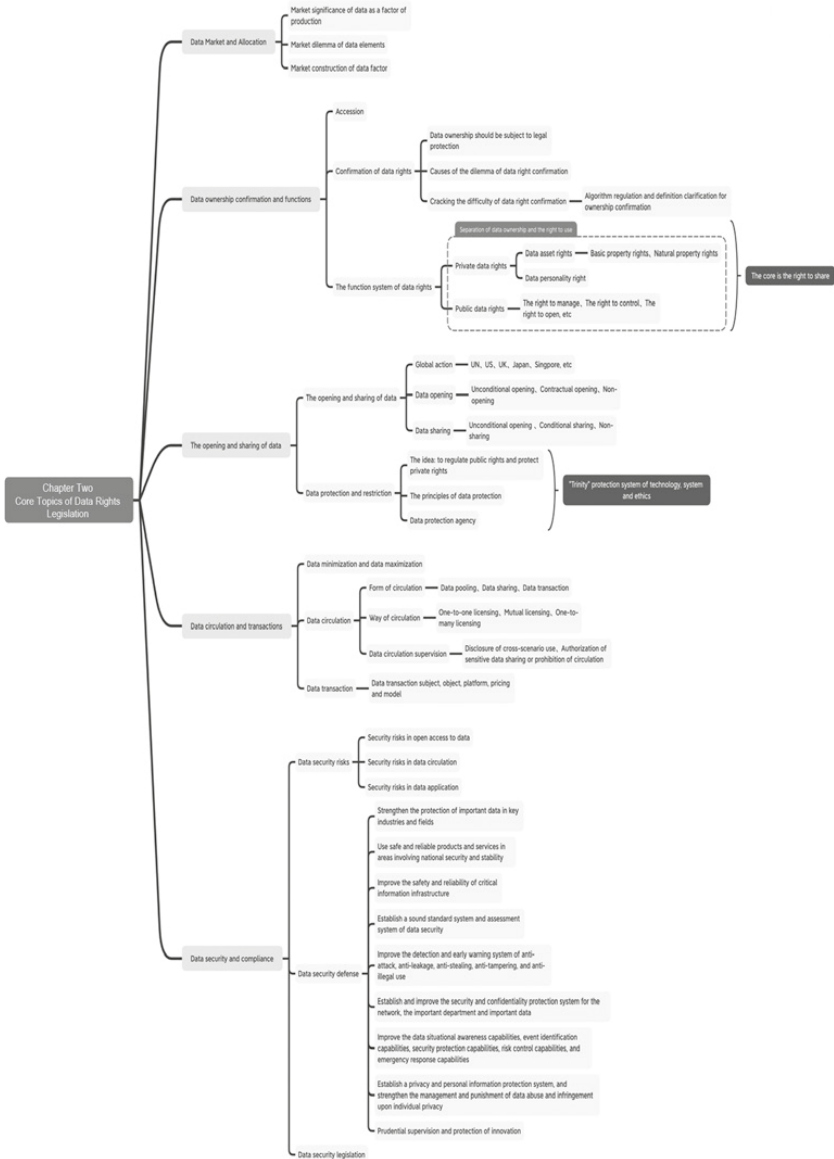 Chapter Two
Core Topics of Data Rights
Legislation
Data Market and Allocation
Market significance of data as a factor of
production
Market dilemma of data elements
Market construction of data factor
Data ownership confirmation and functions
Accession
Confirmation of data rights
Data ownership should be subject to legal
protection
Causes of the dilemma of data right confirmation
Cracking the difficulty of data right confirmation
Algorithm regulation and definition clarification for
ownership confirmation
The function system of data rights
Separation of data ownership and the right to use
Private data rights
Data asset rights
Basic property rights、Natural property rights
Data personality right
Public data rights
The right to manage、The right to control、The
right to open, etc
The core is the right to share
The opening and sharing of data
The opening and sharing of data
Global action
UN、US、UK、Japan、Singpore, etc
Data opening
Unconditional opening、Contractual opening、Non-
opening
Data sharing
Unconditional opening 、Conditional sharing、Non-
sharing
Data protection and restriction
The idea: to regulate public rights and protect
private rights
The principles of data protection
Data protection agency
"Trinity" protection system of technology, system
and ethics
Data circulation and transactions
Data minimization and data maximization
Data circulation
Form of circulation
Data pooling、Data sharing、Data transaction
Way of circulation
One-to-one licensing、Mutual licensing、One-to-
many licensing
Data circulation supervision
Disclosure of cross-scenario use、Authorization of
sensitive data sharing or prohibition of circulation
Data transaction
Data transaction subject, object, platform, pricing
and model
Data security and compliance
Data security risks
Security risks in open access to data
Security risks in data circulation
Security risks in data application
Data security defense
Strengthen the protection of important data in key
industries and fields
Use safe and reliable products and services in
areas involving national security and stability
Improve the safety and reliability of critical
information infrastructure
Establish a sound standard system and assessment
system of data security
Improve the detection and early warning system of anti-
attack, anti-leakage, anti-stealing, anti-tampering, and anti-
illegal use
Establish and improve the security and confidentiality protection system for the
network, the important department and important data
Improve the data situational awareness capabilities, event identification
capabilities, security protection capabilities, risk control capabilities, and
emergency response capabilities
Establish a privacy and personal information protection system, and
strengthen the management and punishment of data abuse and infringement
upon individual privacy
Prudential supervision and protection of innovation
Data security legislation